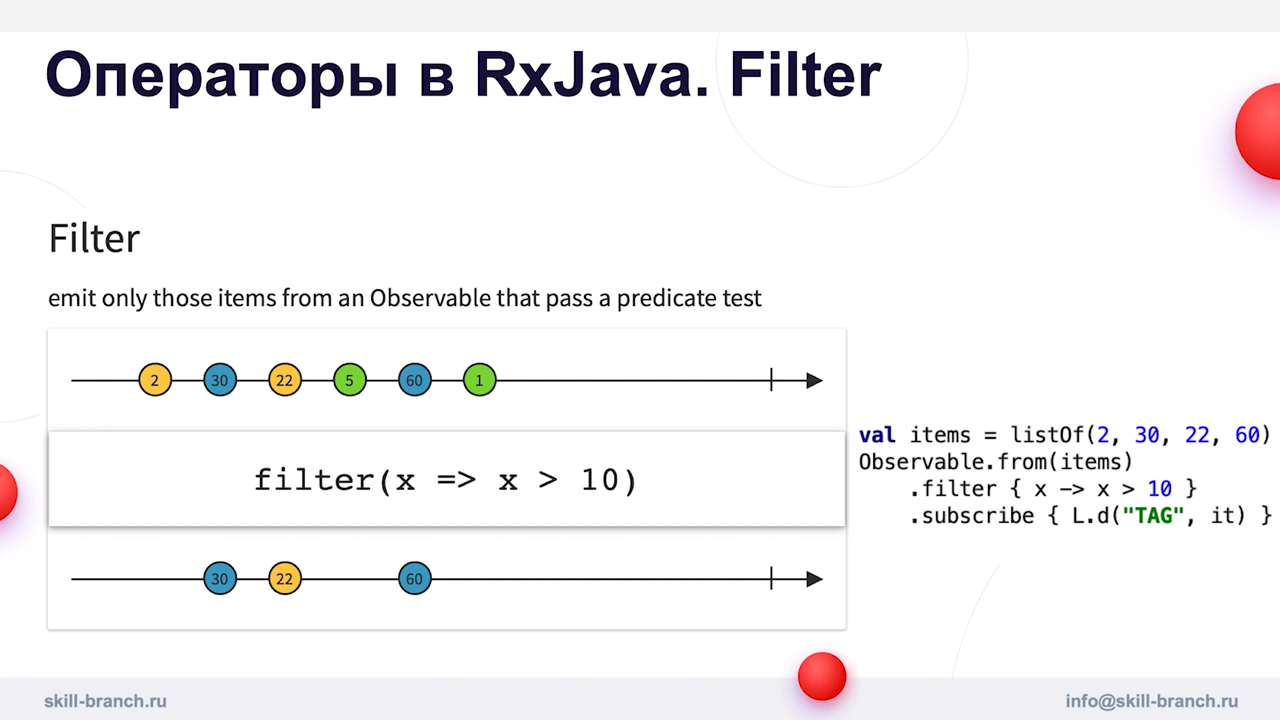 Операторы в RxJava. Filter
Filter
emit only those items from an Observable that pass a predicate test
2 30 22 5 60 1
filter(x => x > 10)
30 22 60
val items = listOf(2, 30, 22, 60)
Observable.from(items)
.filter { x -> x > 10 }
.subscribe { L.d("TAG", it) }
skill-branch.ru
info@skill-branch.ru